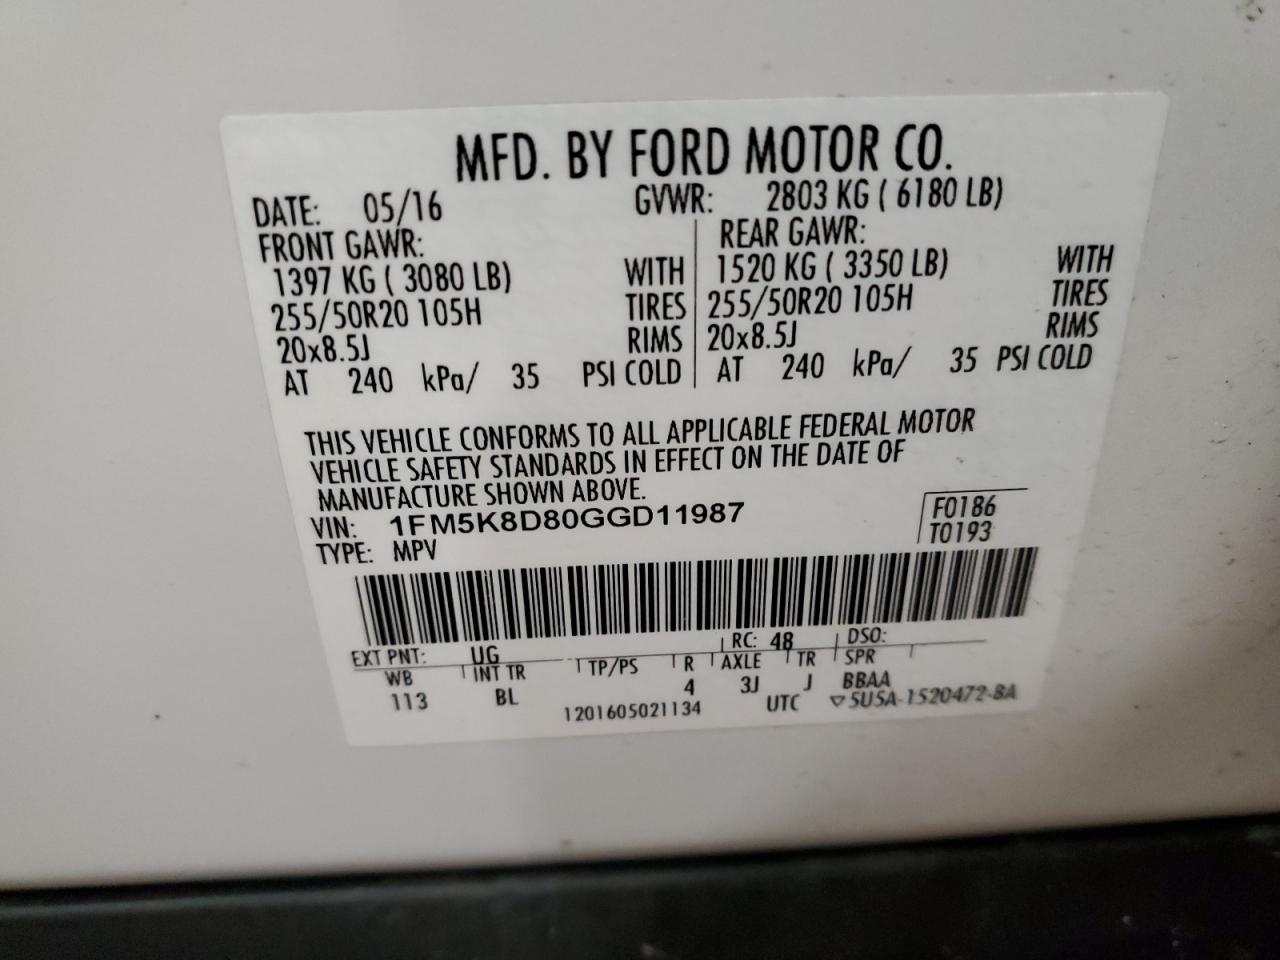 MFD. BY FORD MOTOR CO.
DATE: 05/16 GVWR: 2803 KG ( 6180 LB)
FRONT GAWR: REAR GAWR:
1397 KG ( 3080 LB) WITH 1520 KG ( 3350 LB) WITH
255/50R20 105H TIRES 255/50R20 105H TIRES
20x8.5J RIMS 20x8.5J RIMS
AT 240 kPa/ 35 PSI COLD AT 240 kPa/ 35 PSI COLD
THIS VEHICLE CONFORMS TO ALL APPLICABLE FEDERAL MOTOR
VEHICLE SAFETY STANDARDS IN EFFECT ON THE DATE OF
MANUFACTURE SHOWN ABOVE.
VIN: 1FM5K8D80GGD11987 F0186
TYPE: MPV T0193
EXT PNT: UG RC: 48 DSO:
WB INT TR TP/PS R AXLE TR SPR
113 BL 4 3J J BBAA
1201605021134 UTC ▽5U5A-1520472-BA